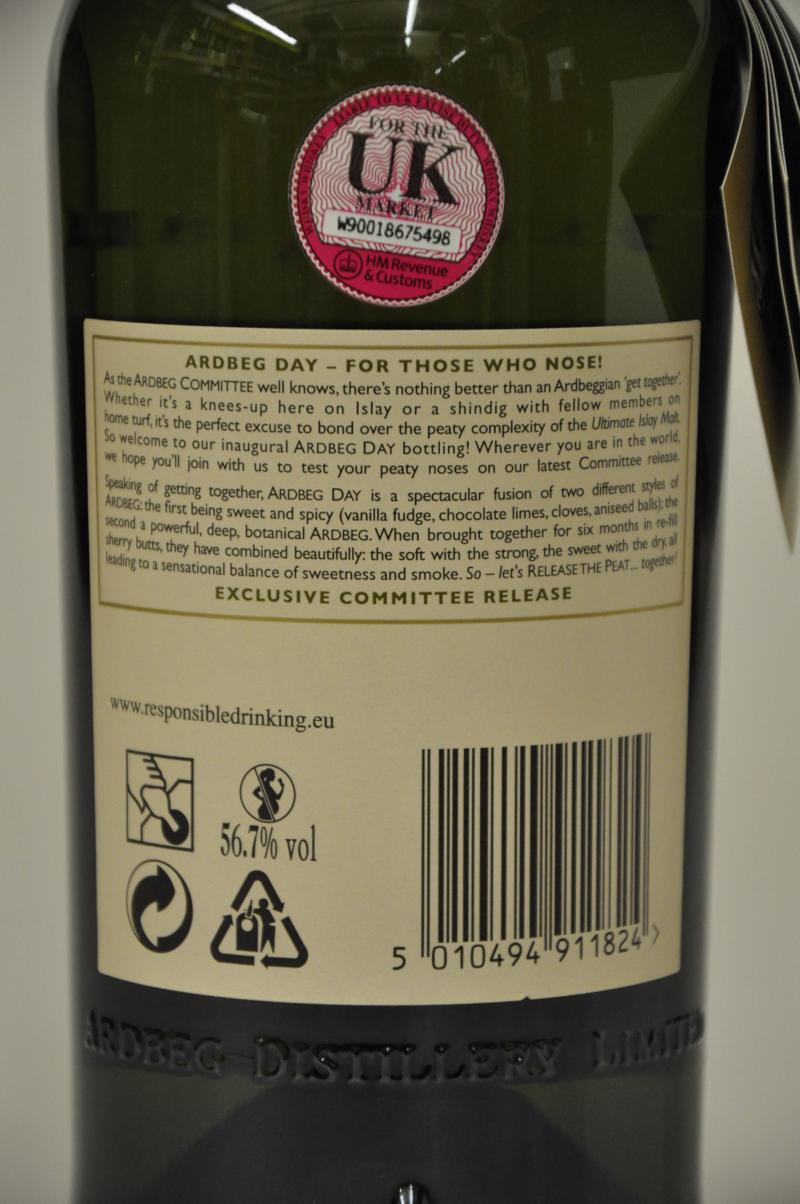 LIABLE TO UK EXCISE DUTY
FOR THE
UK
MARKET
W90018675498
HM Revenue
& Customs
ARDBEG DAY – FOR THOSE WHO NOSE!
As the ARDBEG COMMITTEE well knows, there's nothing better than an Ardbeggian 'get together'.
Whether it's a knees-up here on Islay or a shindig with fellow members on
home turf, it's the perfect excuse to bond over the peaty complexity of the Ultimate Islay Malt.
So welcome to our inaugural ARDBEG DAY bottling! Wherever you are in the world,
we hope you'll join with us to test your peaty noses on our latest Committee release.
Speaking of getting together, ARDBEG DAY is a spectacular fusion of two different styles of
ARDBEG: the first being sweet and spicy (vanilla fudge, chocolate limes, cloves, aniseed balls); the
second a powerful, deep, botanical ARDBEG. When brought together for six months in re-fill
sherry butts, they have combined beautifully: the soft with the strong, the sweet with the dry, all
leading to a sensational balance of sweetness and smoke. So – let's RELEASE THE PEAT... together!
EXCLUSIVE COMMITTEE RELEASE
www.responsibledrinking.eu
56.7% vol
5 010494 911824 >
ARDBEG DISTILLERY LIMITED